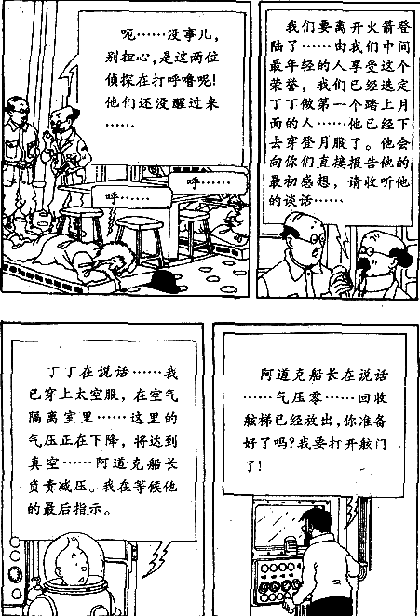 呃……没事儿，
别担心，是这两位
侦探在打呼噜呢！
他们还没醒过来
……
呼……
呼……
我们要离开火箭登
陆了……由我们中间
最年轻的人享受这个
荣誉，我们已经选定
丁丁做第一个踏上月
面的人……他已经下
去穿登月服了。他会
向你们直接报告他的
最初感想，请收听他
的谈话……
丁丁在说话……我
已穿上太空服，在空气
隔离室里……这里的
气压正在下降，将达到
真空……阿道克船长
负责减压。我在等候他
的最后指示。
阿道克船长在说话
……气压零……回收
舷梯已经放出，你准备
好了吗？我要打开舷门
了！